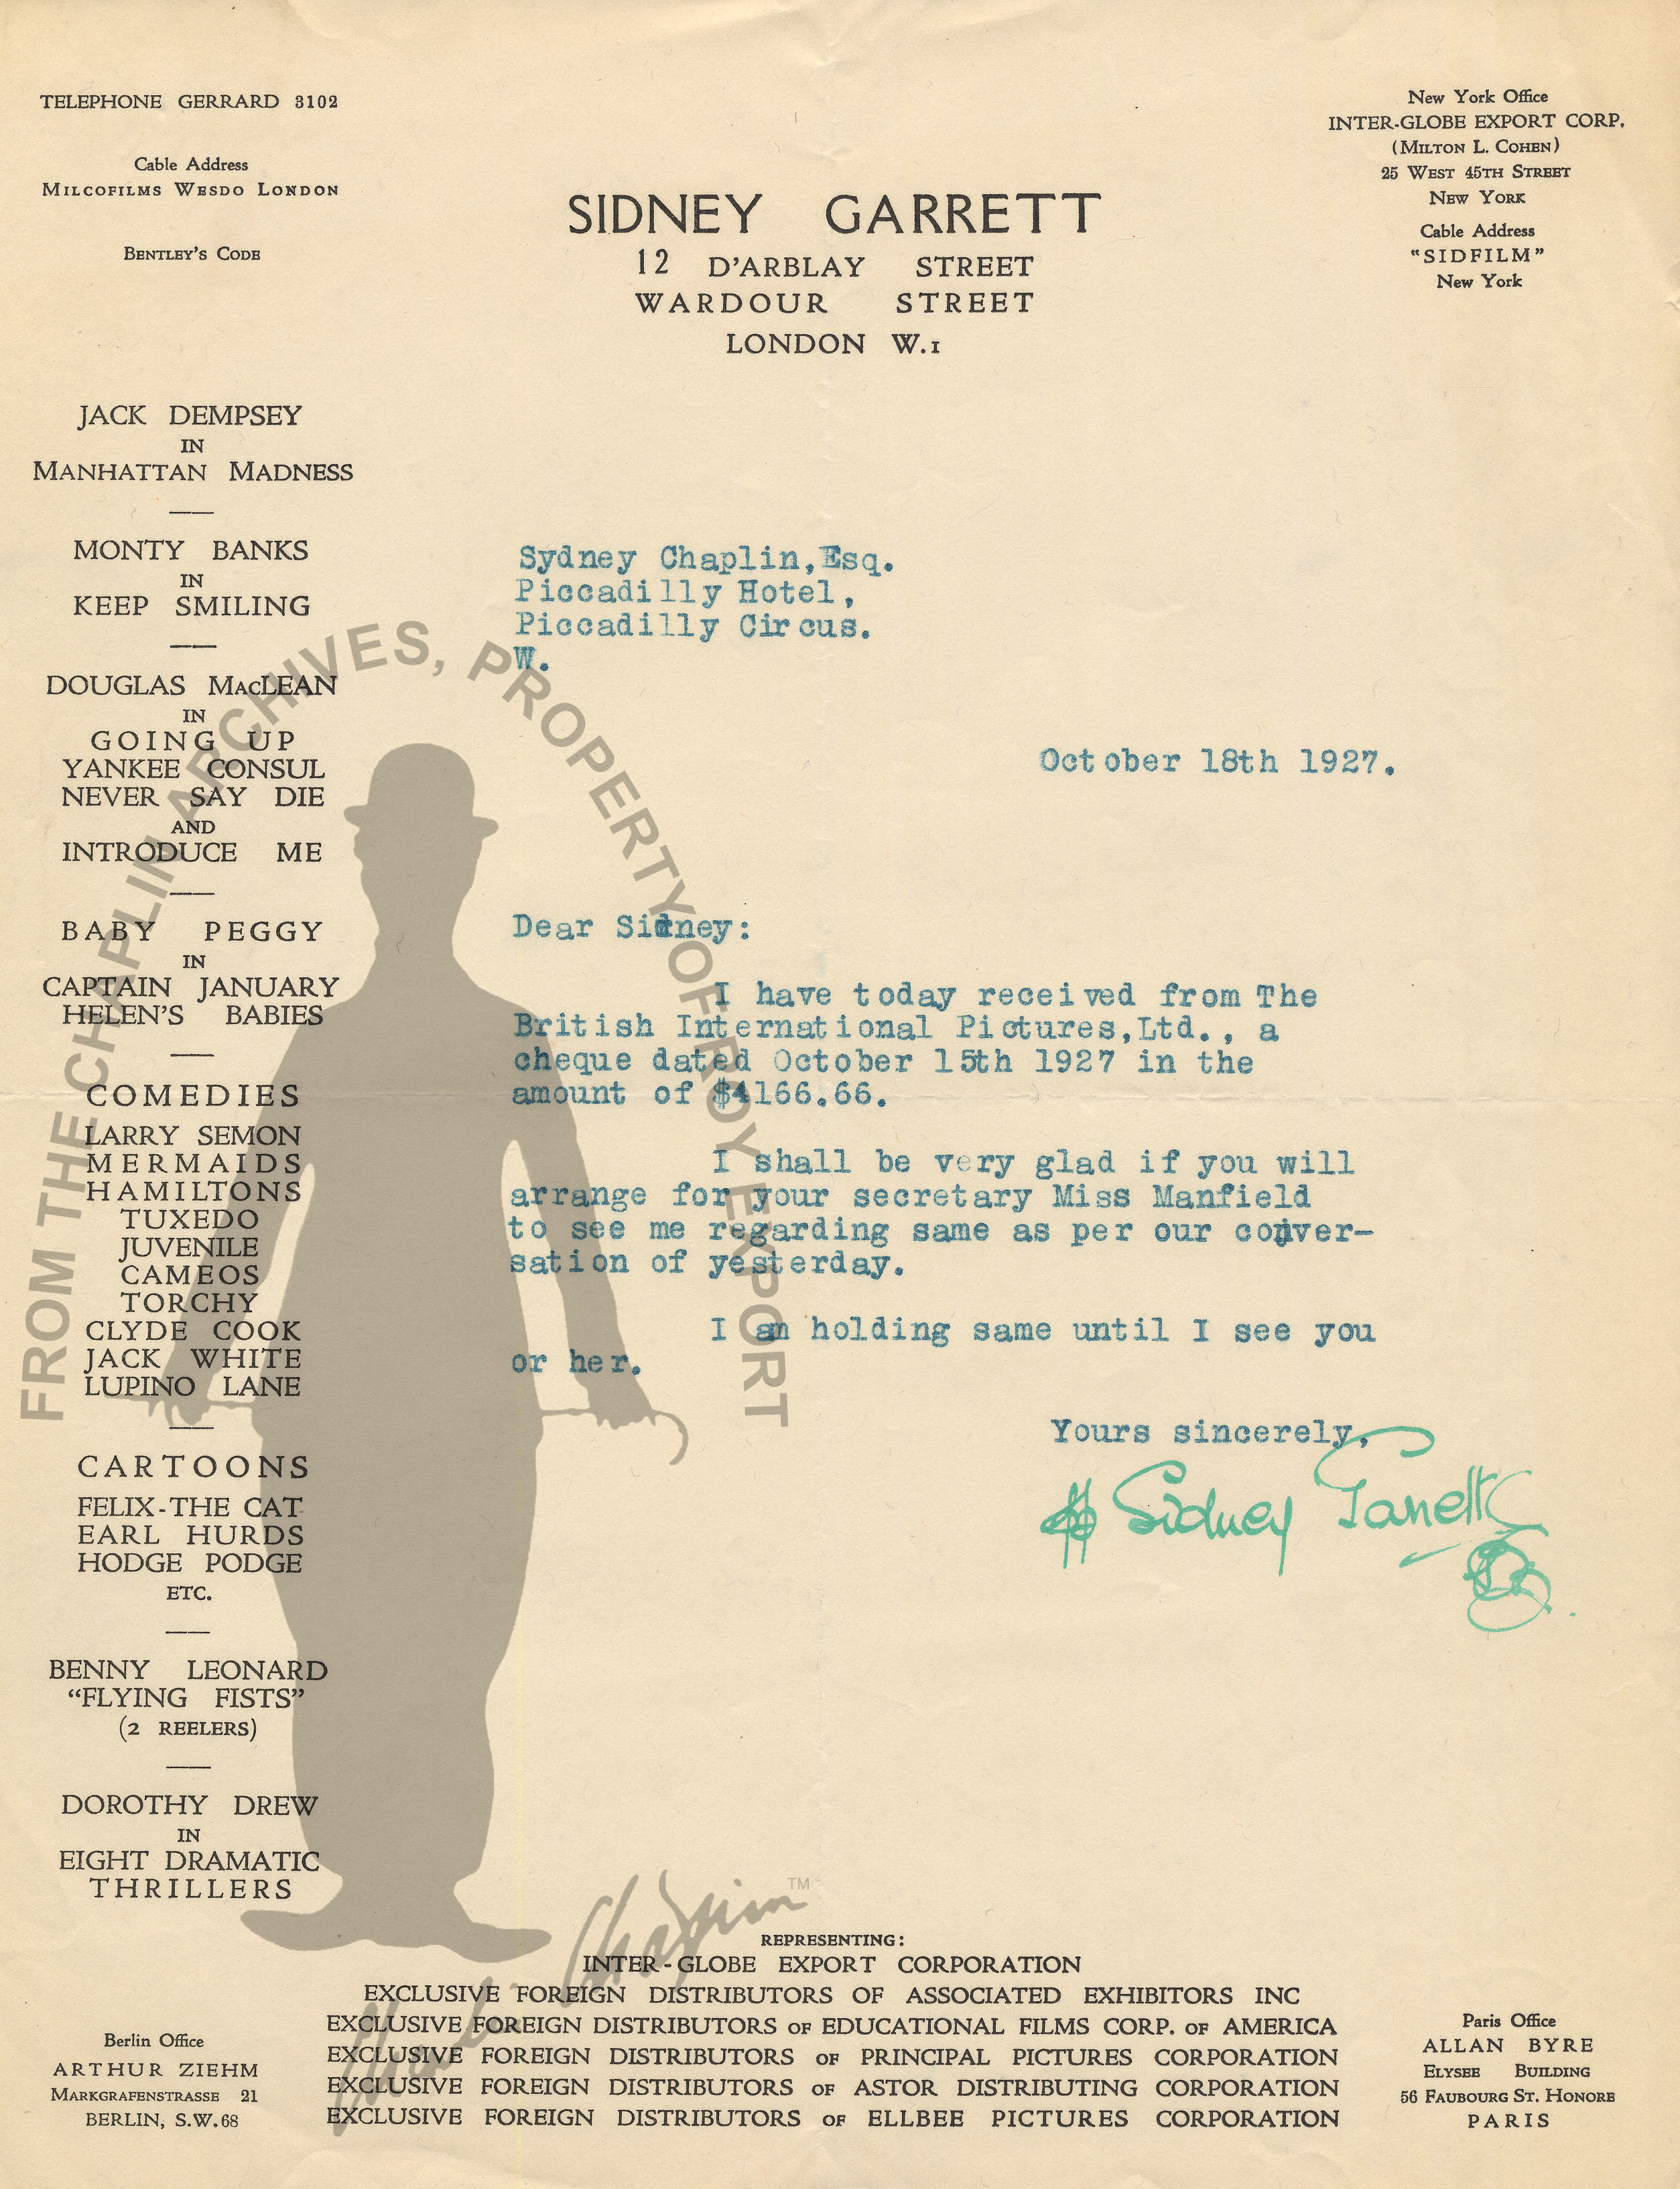 TELEPHONE GERRARD 3102
Cable Address
MILCOFILMS WESDO LONDON
BENTLEY'S CODE
SIDNEY GARRETT
12 D'ARBLAY STREET
WARDOUR STREET
LONDON W.1
New York Office
INTER-GLOBE EXPORT CORP.
(MILTON L. COHEN)
25 WEST 45TH STREET
NEW YORK
Cable Address
"SIDFILM"
New York
JACK DEMPSEY
IN
MANHATTAN MADNESS
MONTY BANKS
IN
KEEP SMILING
DOUGLAS MACLEAN
IN
GOING UP
YANKEE CONSUL
NEVER SAY DIE
AND
INTRODUCE ME
BABY PEGGY
IN
CAPTAIN JANUARY
HELEN'S BABIES
COMEDIES
LARRY SEMON
MERMAIDS
HAMILTONS
TUXEDO
JUVENILE
CAMEOS
TORCHY
CLYDE COOK
JACK WHITE
LUPINO LANE
CARTOONS
FELIX-THE CAT
EARL HURDS
HODGE PODGE
ETC.
BENNY LEONARD
"FLYING FISTS"
(2 REELERS)
DOROTHY DREW
IN
EIGHT DRAMATIC
THRILLERS
Sydney Chaplin,Esq.
Piccadilly Hotel,
Piccadilly Circus.
W.
October 18th 1927.
Dear Sidney:
I have today received from The
British International Pictures,Ltd., a
cheque dated October 15th 1927 in the
amount of $4166.66.
I shall be very glad if you will
arrange for your secretary Miss Manfield
to see me regarding same as per our conver-
sation of yesterday.
I am holding same until I see you
or her.
Yours sincerely,
Sidney Garrett
FROM THE CHAPLIN ARCHIVES, PROPERTY OF ROY EXPORT
Charlie Chaplin TM
REPRESENTING:
INTER-GLOBE EXPORT CORPORATION
EXCLUSIVE FOREIGN DISTRIBUTORS OF ASSOCIATED EXHIBITORS INC
EXCLUSIVE FOREIGN DISTRIBUTORS OF EDUCATIONAL FILMS CORP. OF AMERICA
EXCLUSIVE FOREIGN DISTRIBUTORS OF PRINCIPAL PICTURES CORPORATION
EXCLUSIVE FOREIGN DISTRIBUTORS OF ASTOR DISTRIBUTING CORPORATION
EXCLUSIVE FOREIGN DISTRIBUTORS OF ELLBEE PICTURES CORPORATION
Berlin Office
ARTHUR ZIEHM
MARKGRAFENSTRASSE 21
BERLIN, S.W.68
Paris Office
ALLAN BYRE
ELYSEE BUILDING
56 FAUBOURG ST. HONORE
PARIS